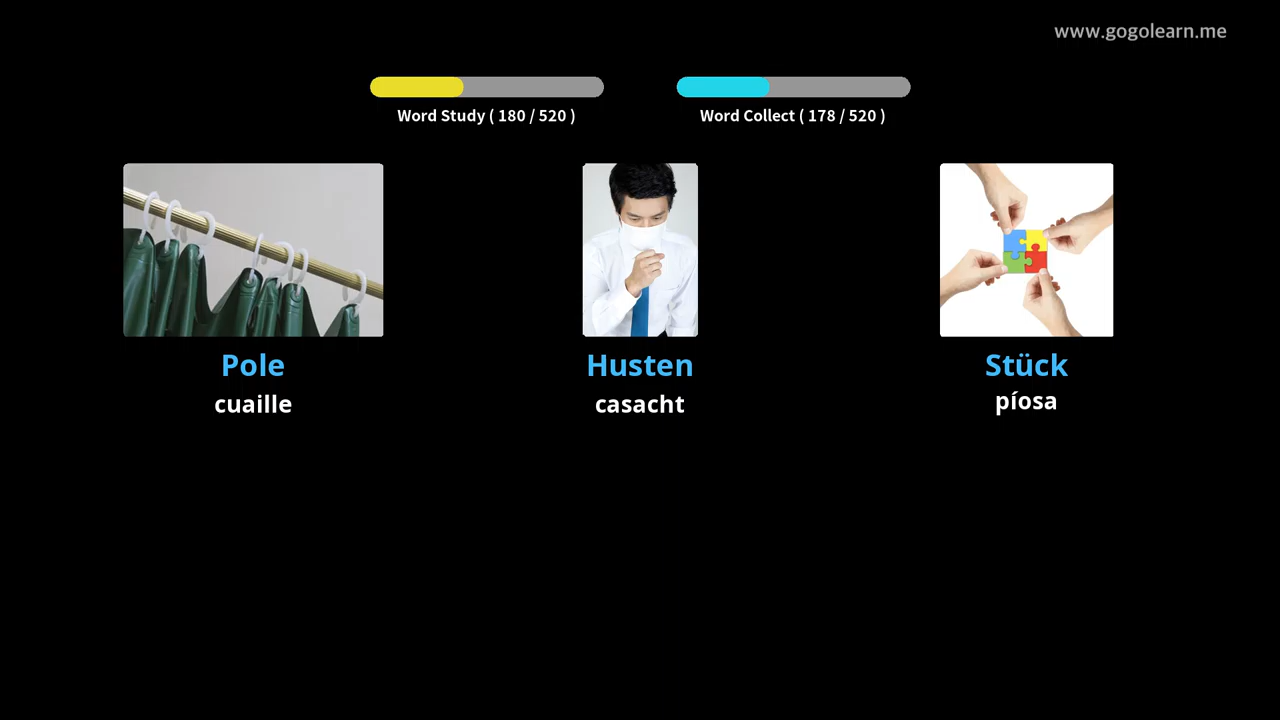 www.gogolearn.me
Word Study ( 180 / 520 )
Word Collect ( 178 / 520 )
Pole
Husten
Stück
cuaille
casacht
píosa